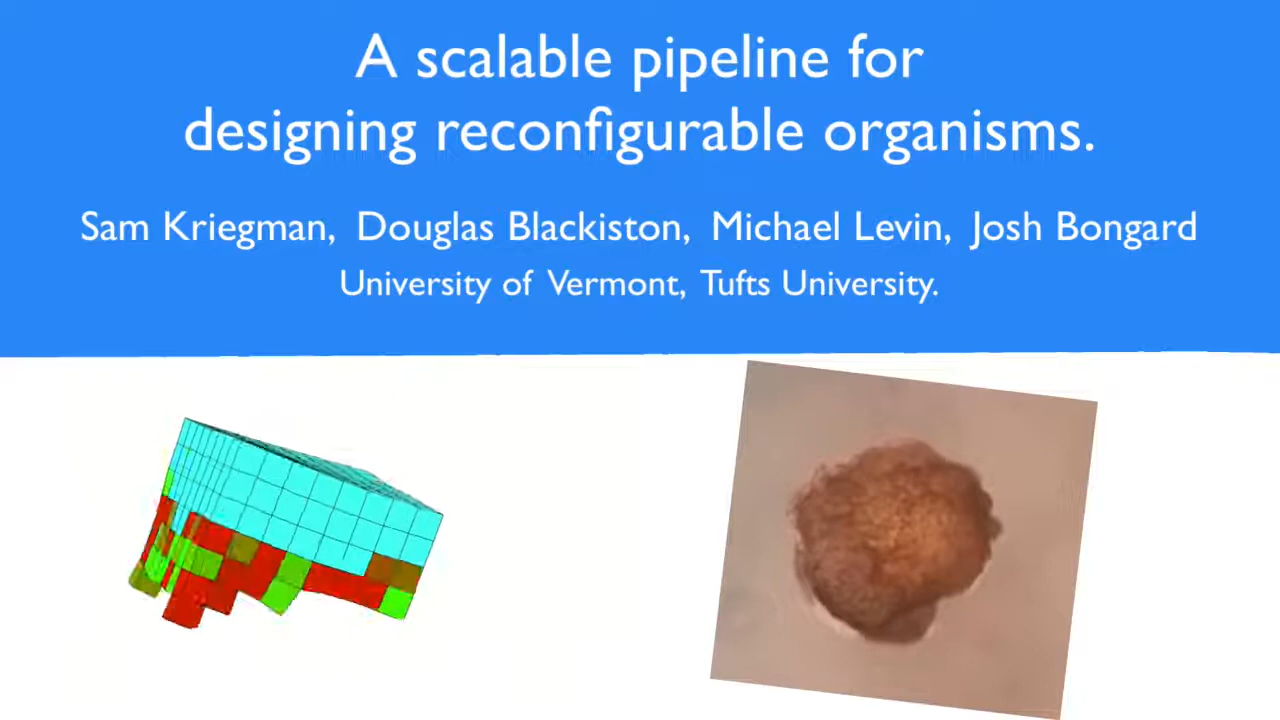 A scalable pipeline for
designing reconfigurable organisms.
Sam Kriegman, Douglas Blackiston, Michael Levin, Josh Bongard
University of Vermont, Tufts University.